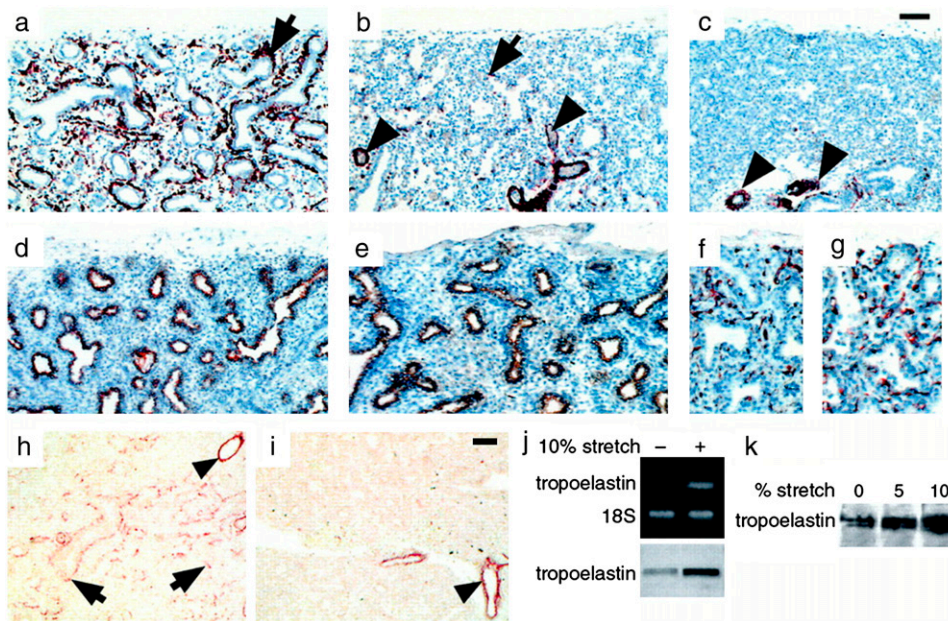 a
b
c
d
e
f
g
h
i
j
10% stretch − +
tropoelastin
18S
tropoelastin
k
% stretch 0 5 10
tropoelastin